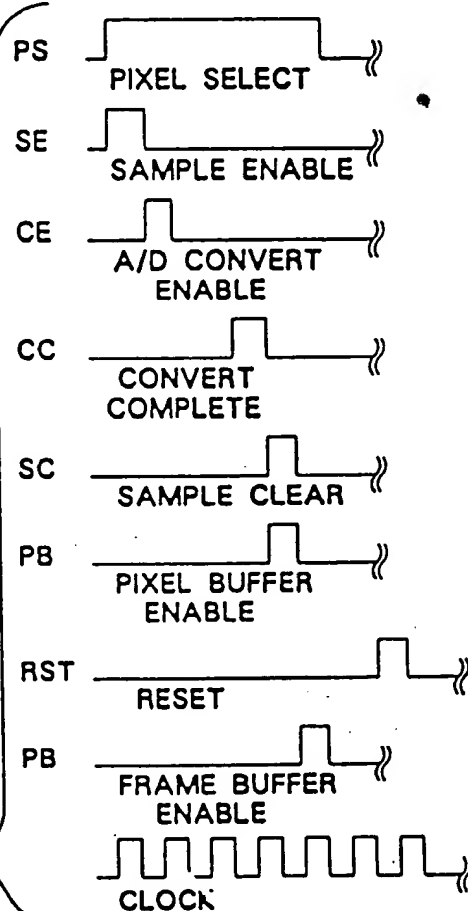 PS
PIXEL SELECT
SE
SAMPLE ENABLE
CE
A/D CONVERT
ENABLE
CC
CONVERT
COMPLETE
SC
SAMPLE CLEAR
PB
PIXEL BUFFER
ENABLE
RST
RESET
PB
FRAME BUFFER
ENABLE
CLOCK